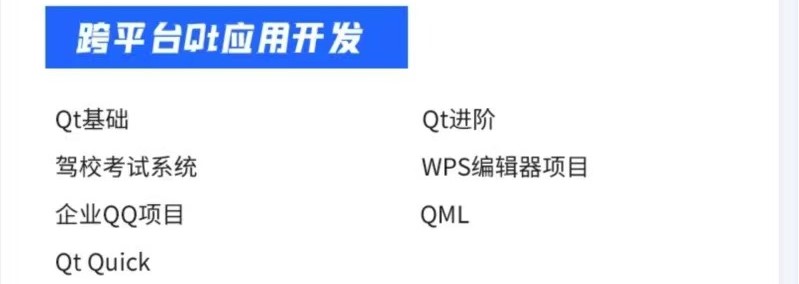 跨平台Qt应用开发
Qt基础
Qt进阶
驾校考试系统
WPS编辑器项目
企业QQ项目
QML
Qt Quick